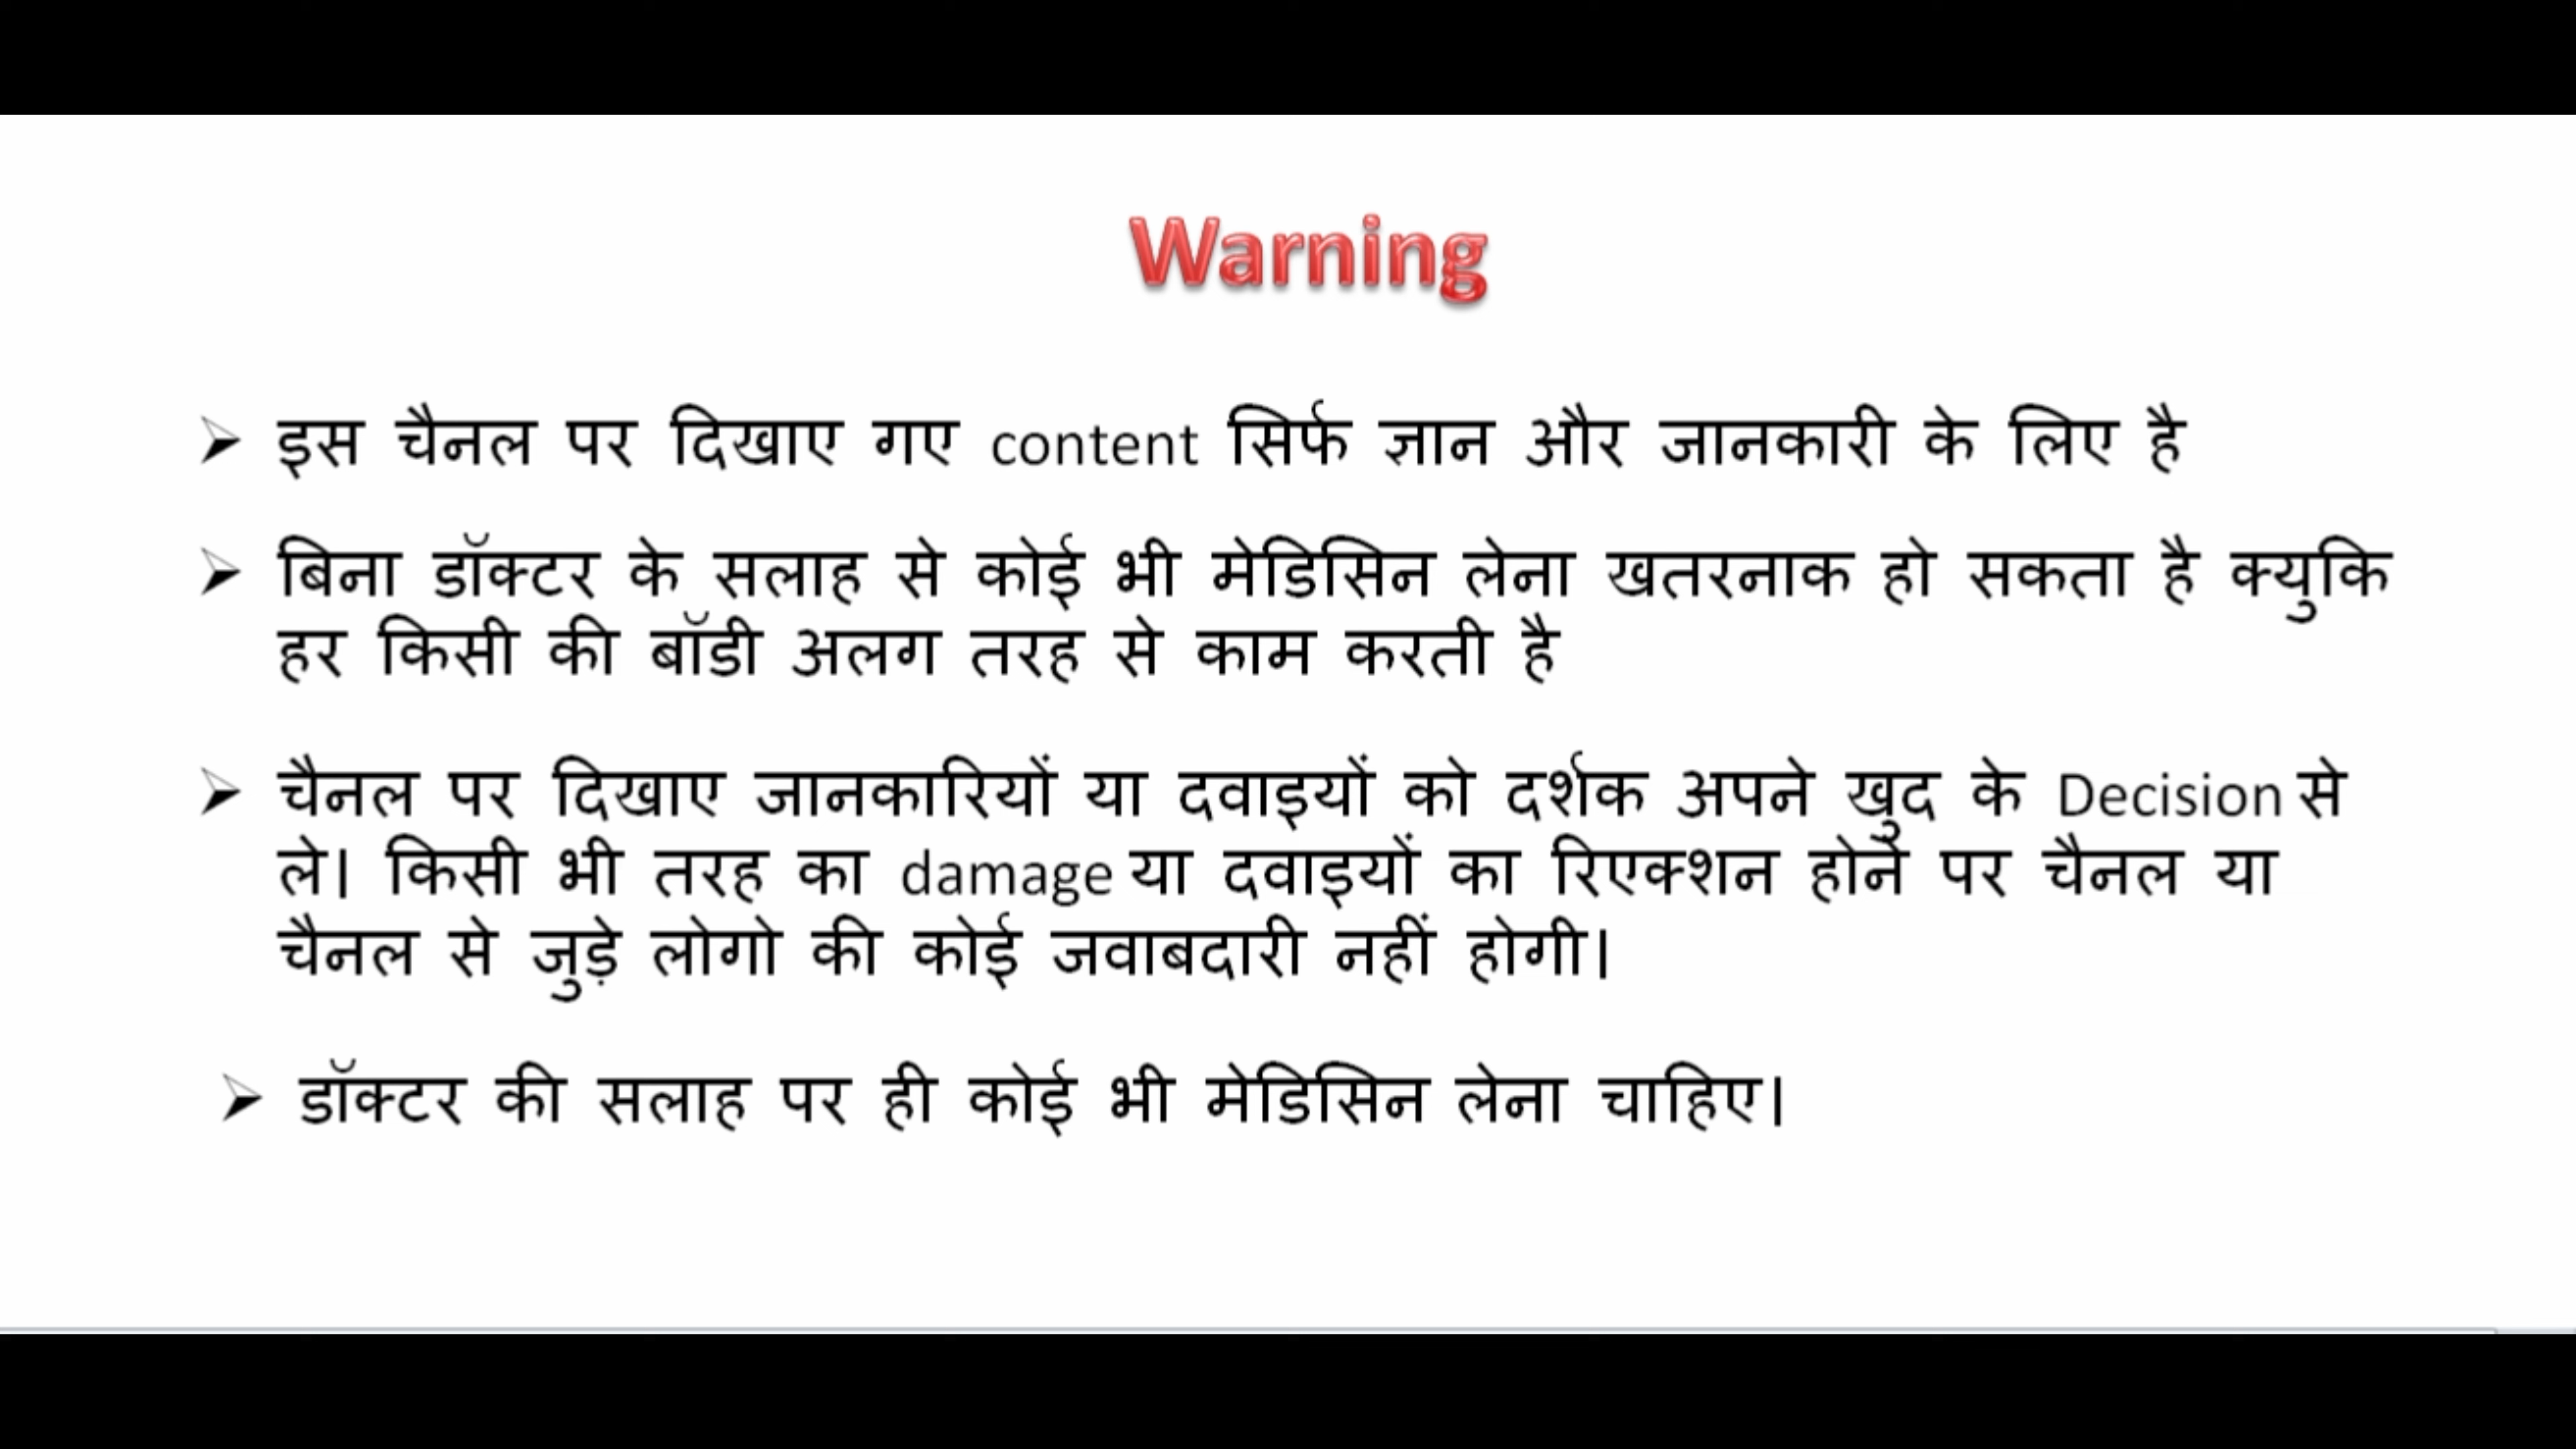 Warning
इस चैनल पर दिखाए गए content सिर्फ ज्ञान और जानकारी के लिए है
बिना डॉक्टर के सलाह से कोई भी मेडिसिन लेना खतरनाक हो सकता है क्युकि
हर किसी की बॉडी अलग तरह से काम करती है
चैनल पर दिखाए जानकारियों या दवाइयों को दर्शक अपने खुद के Decision से
ले। किसी भी तरह का damage या दवाइयों का रिएक्शन होने पर चैनल या
चैनल से जुड़े लोगो की कोई जवाबदारी नहीं होगी।
डॉक्टर की सलाह पर ही कोई भी मेडिसिन लेना चाहिए।